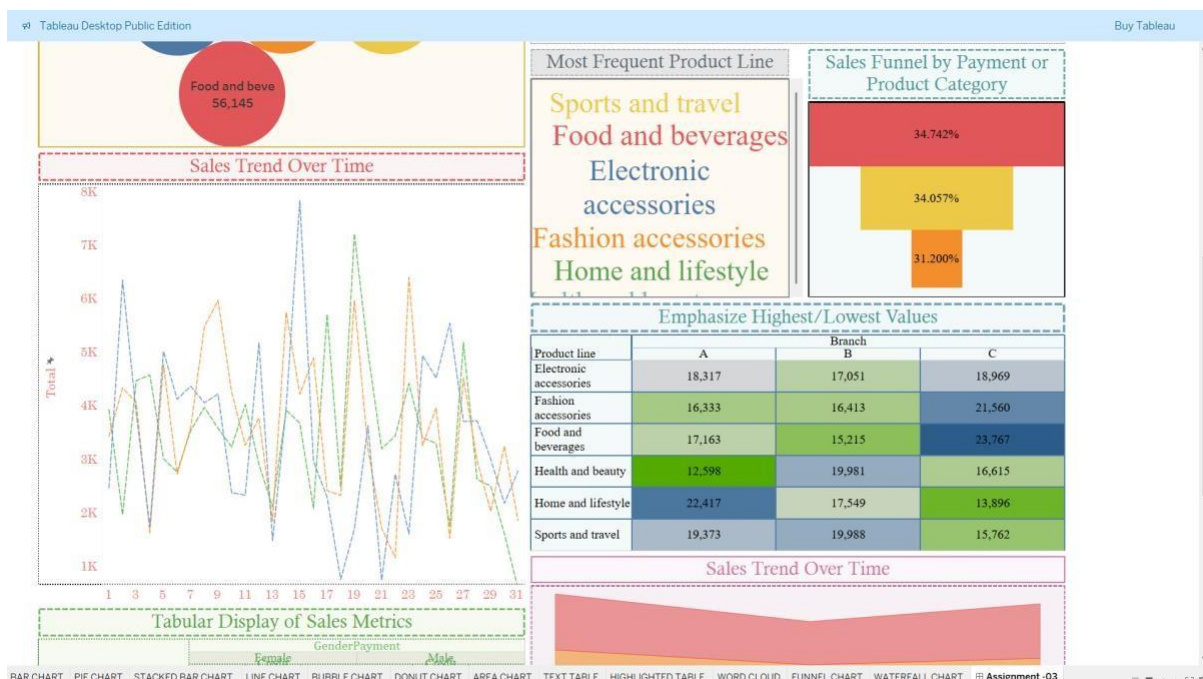 Tableau Desktop Public Edition
Buy Tableau
Food and beve
56,145
Sales Trend Over Time
8K
7K
6K
5K
4K
3K
2K
1K
Total
1 3 5 7 9 11 13 15 17 19 21 23 25 27 29 31
Tabular Display of Sales Metrics
GenderPayment
Female
Male
Most Frequent Product Line
Sports and travel
Food and beverages
Electronic
accessories
Fashion accessories
Home and lifestyle
Sales Funnel by Payment or
Product Category
34.742%
34.057%
31.200%
Emphasize Highest/Lowest Values
Branch
Product line A B C
Electronic
accessories 18,317 17,051 18,969
Fashion
accessories 16,333 16,413 21,560
Food and
beverages 17,163 15,215 23,767
Health and beauty 12,598 19,981 16,615
Home and lifestyle 22,417 17,549 13,896
Sports and travel 19,373 19,988 15,762
Sales Trend Over Time
BAR CHART PIE CHART STACKED BAR CHART LINE CHART BUBBLE CHART DONUT CHART AREA CHART TEXT TABLE HIGHLIGHTED TABLE WORD CLOUD FUNNEL CHART WATERFALL CHART Assignment -03